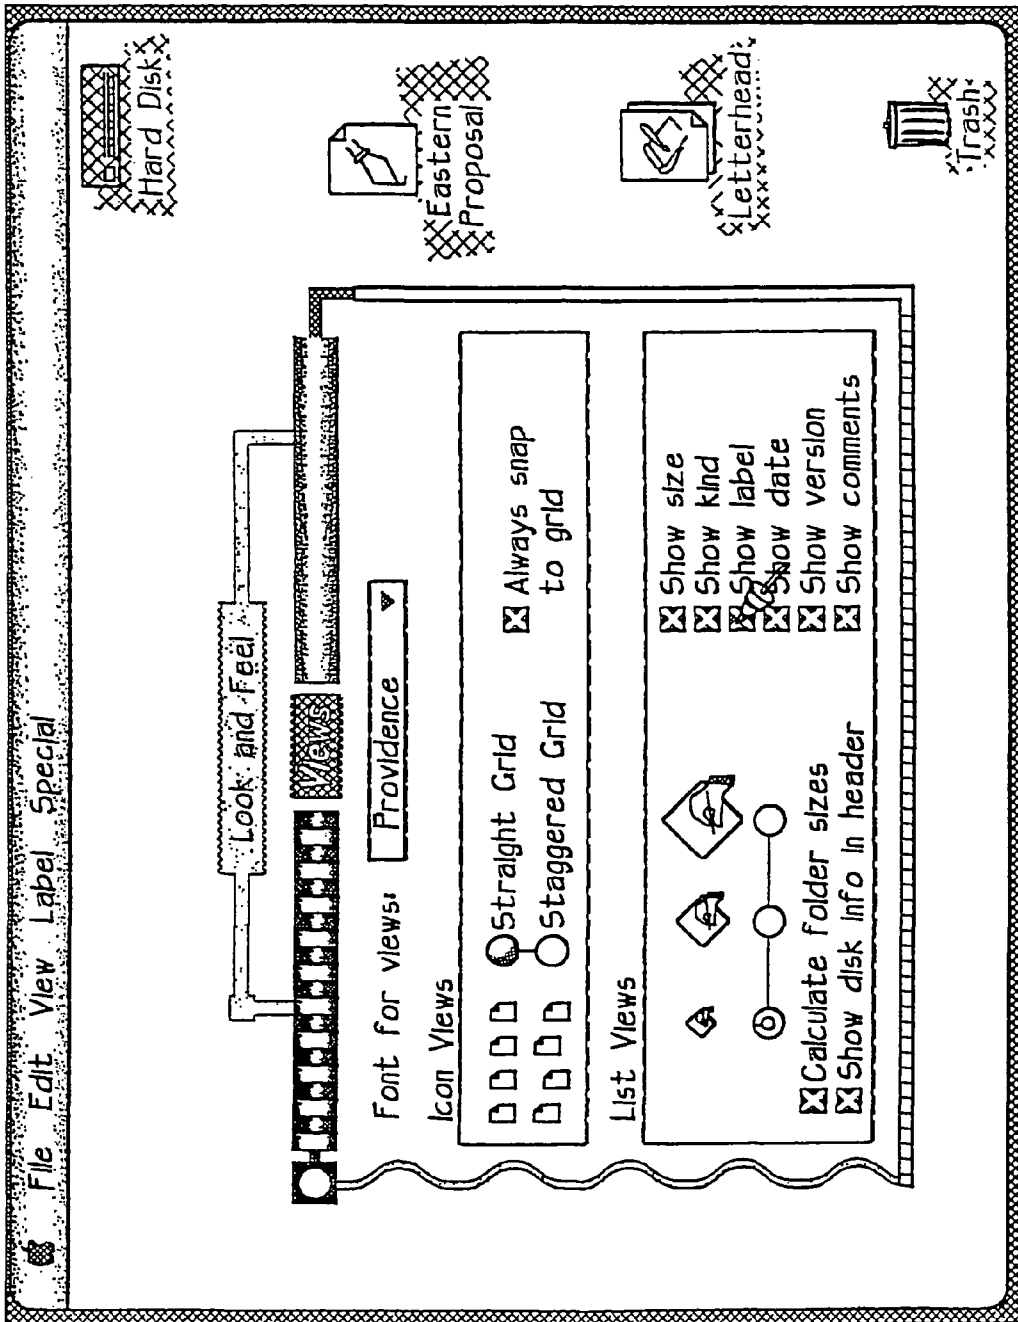 File Edit View Label Special
Hard Disk
Look and Feel
Views
Font for views:
Providence
Eastern
Proposal
Icon Views
Straight Grid
Staggered Grid
Always snap
to grid
Letterhead
List Views
Show size
Show kind
Show label
Show date
Show version
Show comments
Calculate folder sizes
Show disk info in header
Trash